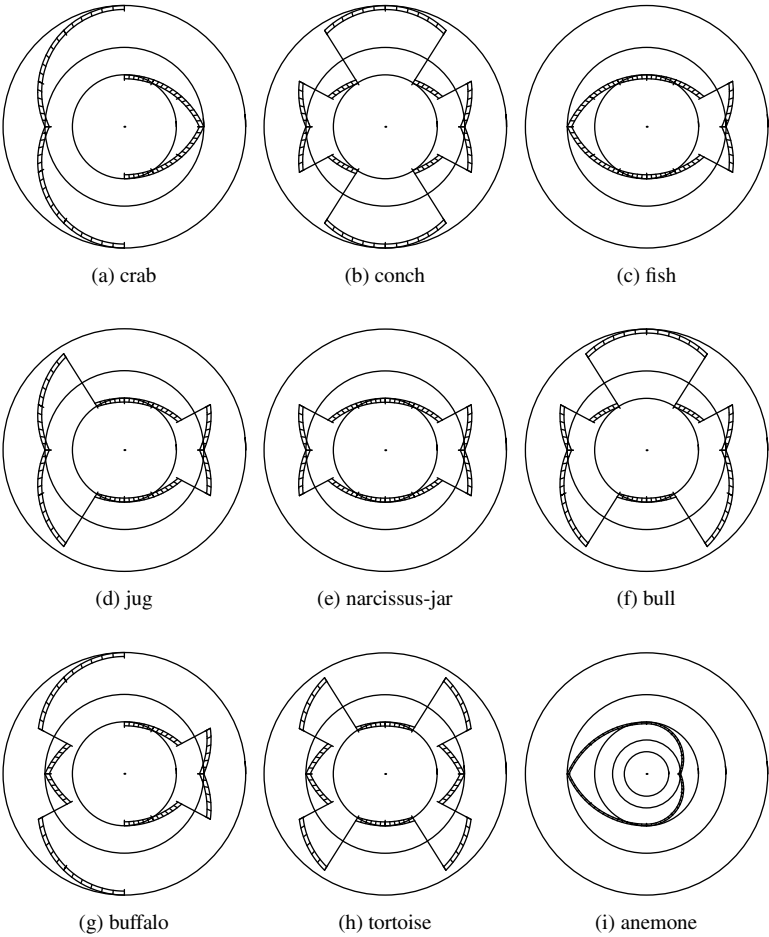 (a) crab
(b) conch
(c) fish
(d) jug
(e) narcissus-jar
(f) bull
(g) buffalo
(h) tortoise
(i) anemone